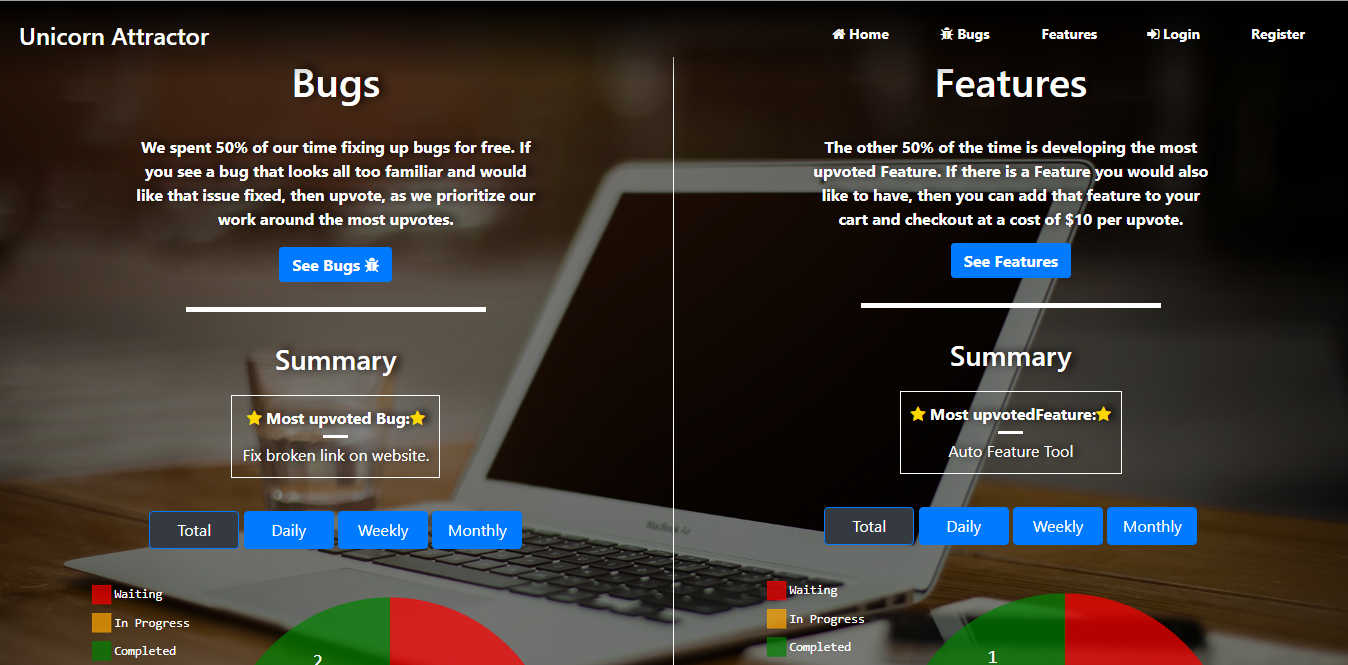 Unicorn Attractor
Home
Bugs
Features
Login
Register
Bugs
We spent 50% of our time fixing up bugs for free. If
you see a bug that looks all too familiar and would
like that issue fixed, then upvote, as we prioritize our
work around the most upvotes.
See Bugs
Summary
Most upvoted Bug:
Fix broken link on website.
Total
Daily
Weekly
Monthly
Waiting
In Progress
Completed
2
Features
The other 50% of the time is developing the most
upvoted Feature. If there is a Feature you would also
like to have, then you can add that feature to your
cart and checkout at a cost of $10 per upvote.
See Features
Summary
Most upvotedFeature:
Auto Feature Tool
Total
Daily
Weekly
Monthly
Waiting
In Progress
Completed
1
MacBook Air